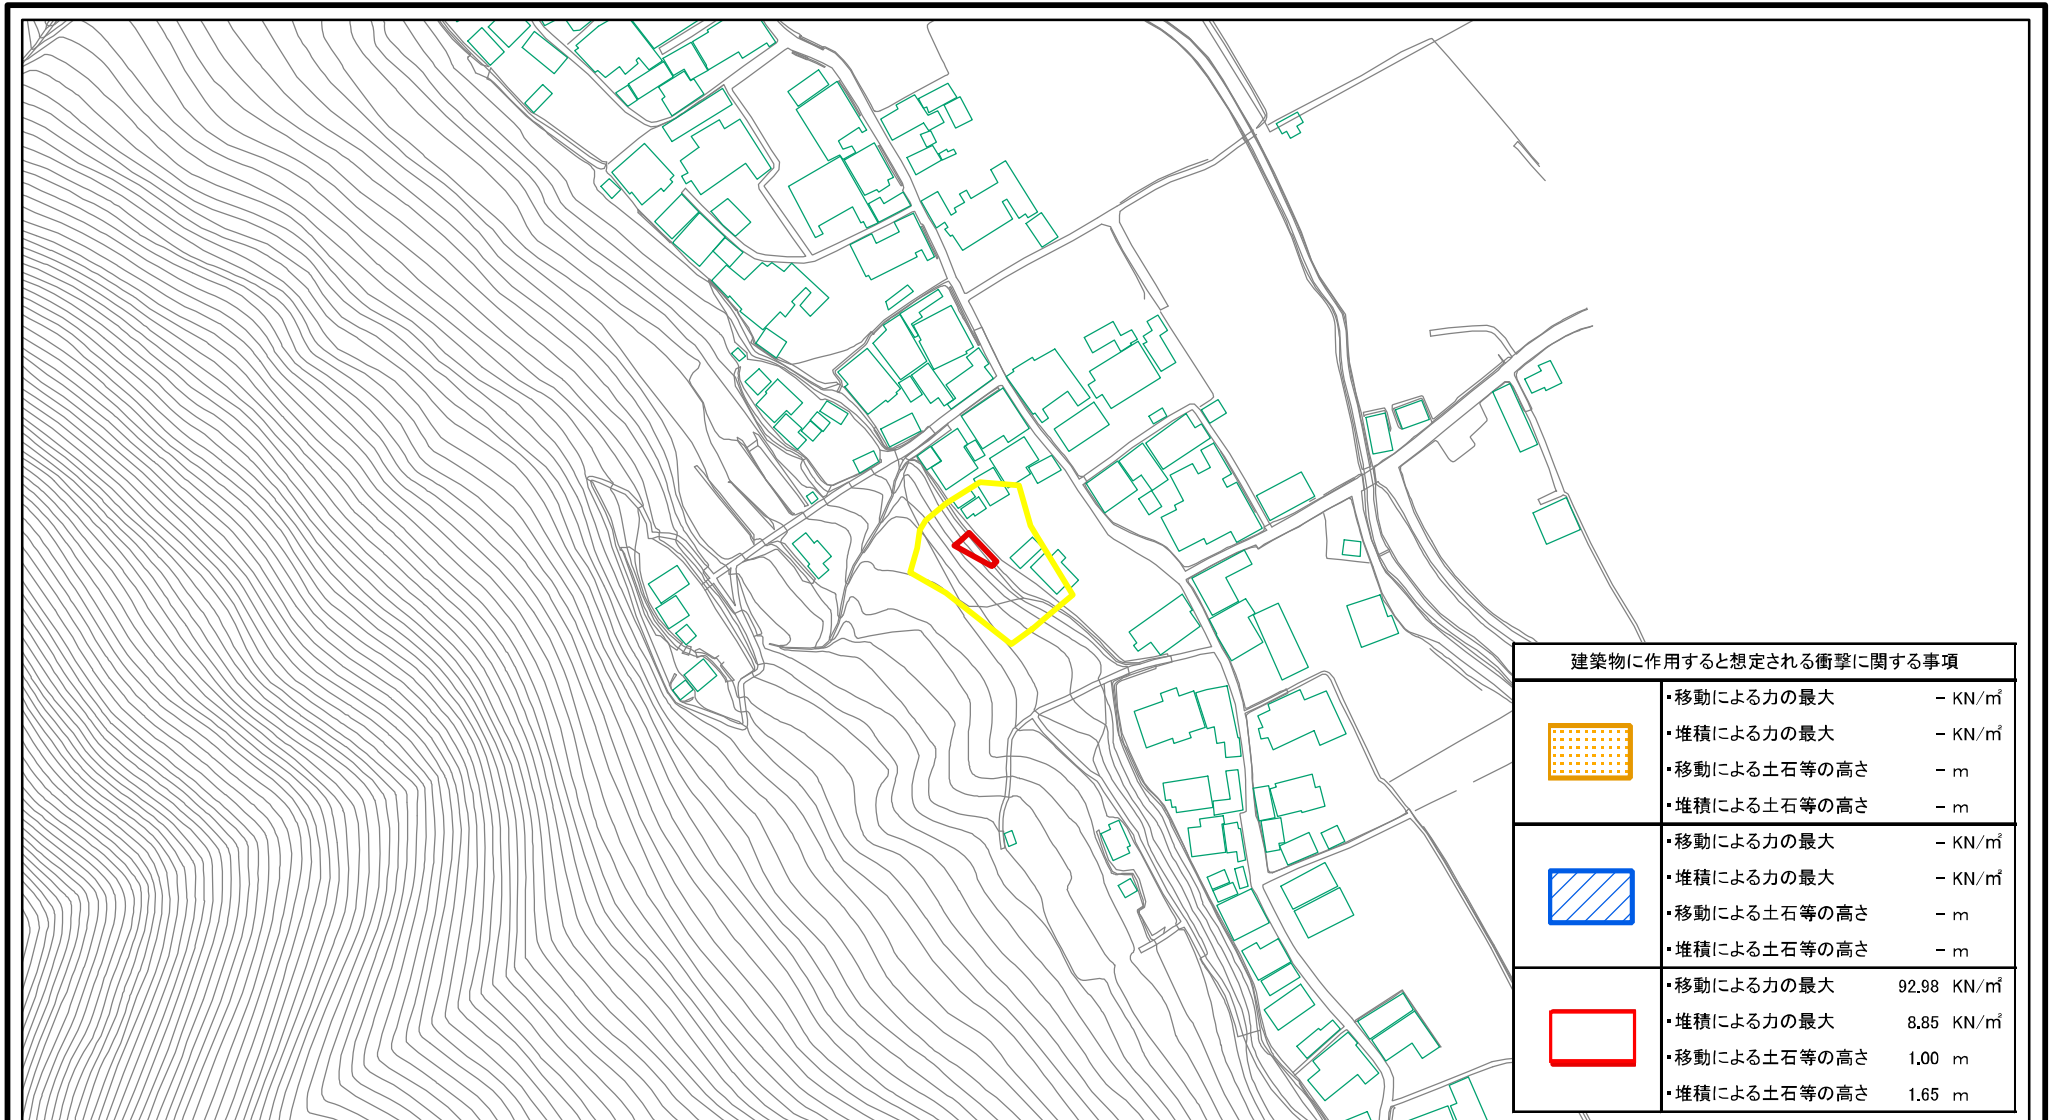 建築物に作用すると想定される衝撃に関する事項
・移動による力の最大 - KN/㎡
・堆積による力の最大 - KN/㎡
・移動による土石等の高さ - m
・堆積による土石等の高さ - m
・移動による力の最大 - KN/㎡
・堆積による力の最大 - KN/㎡
・移動による土石等の高さ - m
・堆積による土石等の高さ - m
・移動による力の最大 92.98 KN/㎡
・堆積による力の最大 8.85 KN/㎡
・移動による土石等の高さ 1.00 m
・堆積による土石等の高さ 1.65 m